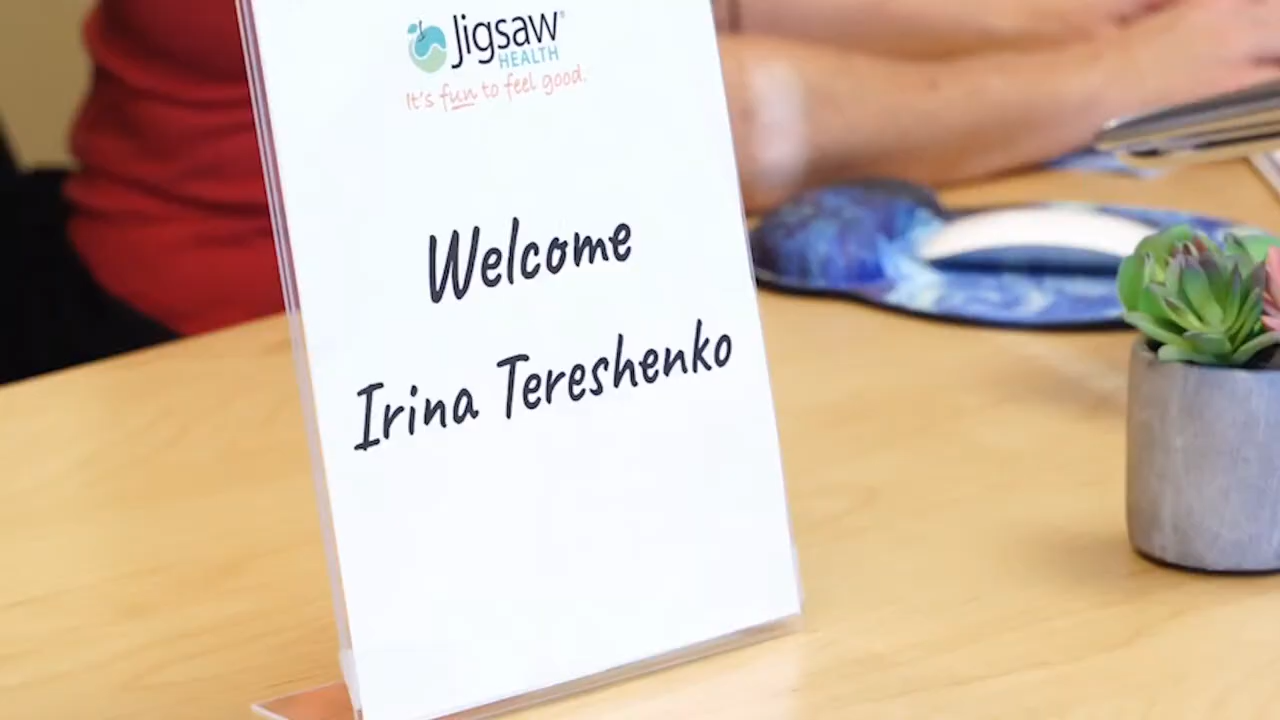 Jigsaw®
HEALTH
It's fun to feel good.
Welcome
Irina Tereshenko